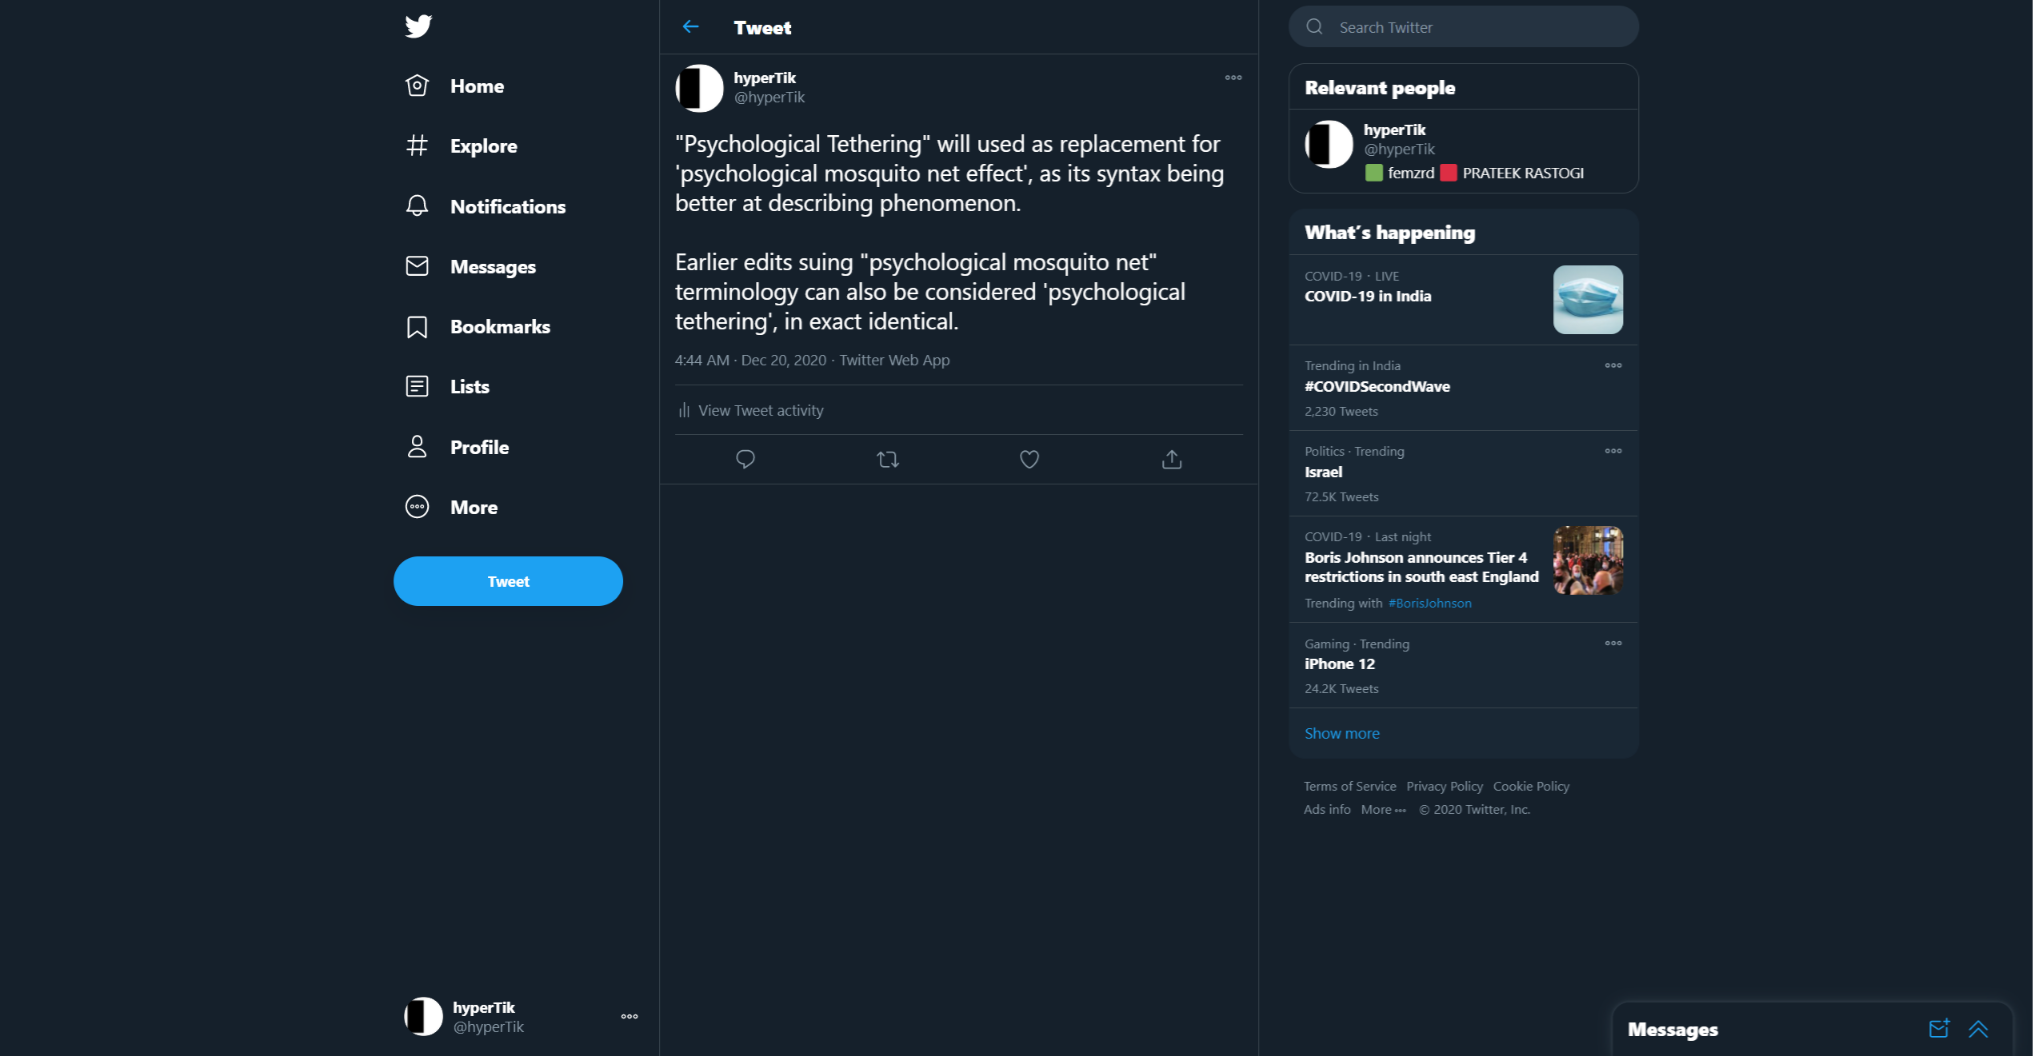 Home
Explore
Notifications
Messages
Bookmarks
Lists
Profile
More
Tweet
hyperTik
@hyperTik
Tweet
hyperTik
@hyperTik
"Psychological Tethering" will used as replacement for
'psychological mosquito net effect', as its syntax being
better at describing phenomenon.
Earlier edits suing "psychological mosquito net"
terminology can also be considered 'psychological
tethering', in exact identical.
4:44 AM · Dec 20, 2020 · Twitter Web App
View Tweet activity
Search Twitter
Relevant people
hyperTik
@hyperTik
femzrd PRATEEK RASTOGI
What's happening
COVID-19 · LIVE
COVID-19 in India
Trending in India
#COVIDSecondWave
2,230 Tweets
Politics · Trending
Israel
72.5K Tweets
COVID-19 · Last night
Boris Johnson announces Tier 4
restrictions in south east England
Trending with #BorisJohnson
Gaming · Trending
iPhone 12
24.2K Tweets
Show more
Terms of Service Privacy Policy Cookie Policy
Ads info More ··· © 2020 Twitter, Inc.
Messages